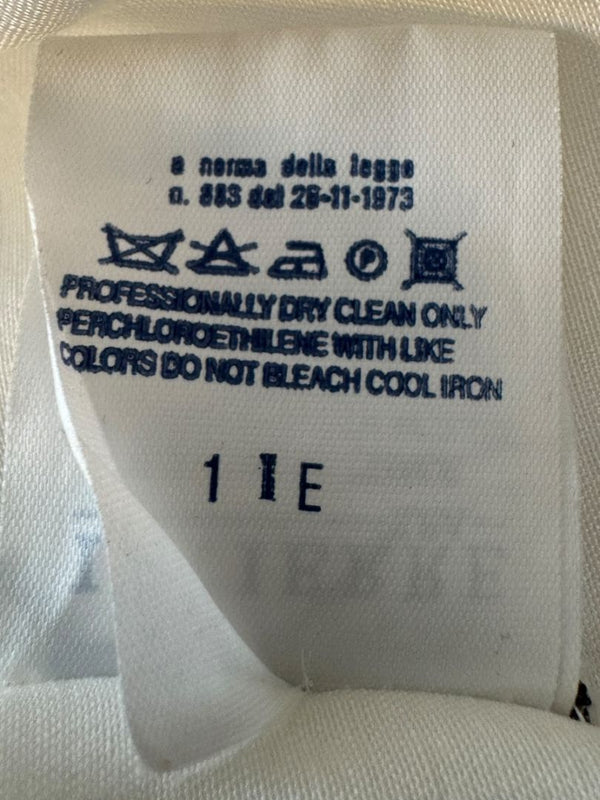 a norma della legge
n. 883 del 26-11-1973
P
PROFESSIONALLY DRY CLEAN ONLY
PERCHLOROETHILENE WITH LIKE
COLORS DO NOT BLEACH COOL IRON
1 I E